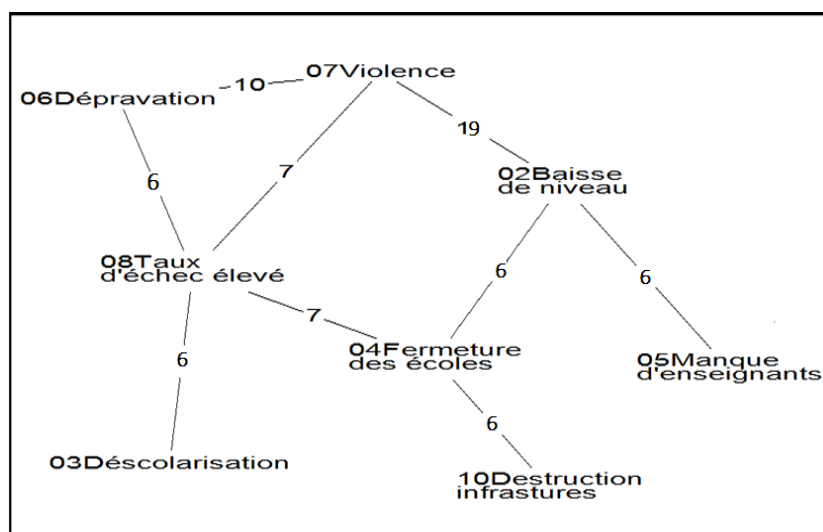 07Violence
10
06Dépravation
19
7
6
02Baisse
de niveau
08Taux
d'échec élevé
6
6
7
04Fermeture
des écoles
6
05Manque
d'enseignants
6
03Déscolarisation
10Destruction
infrastures